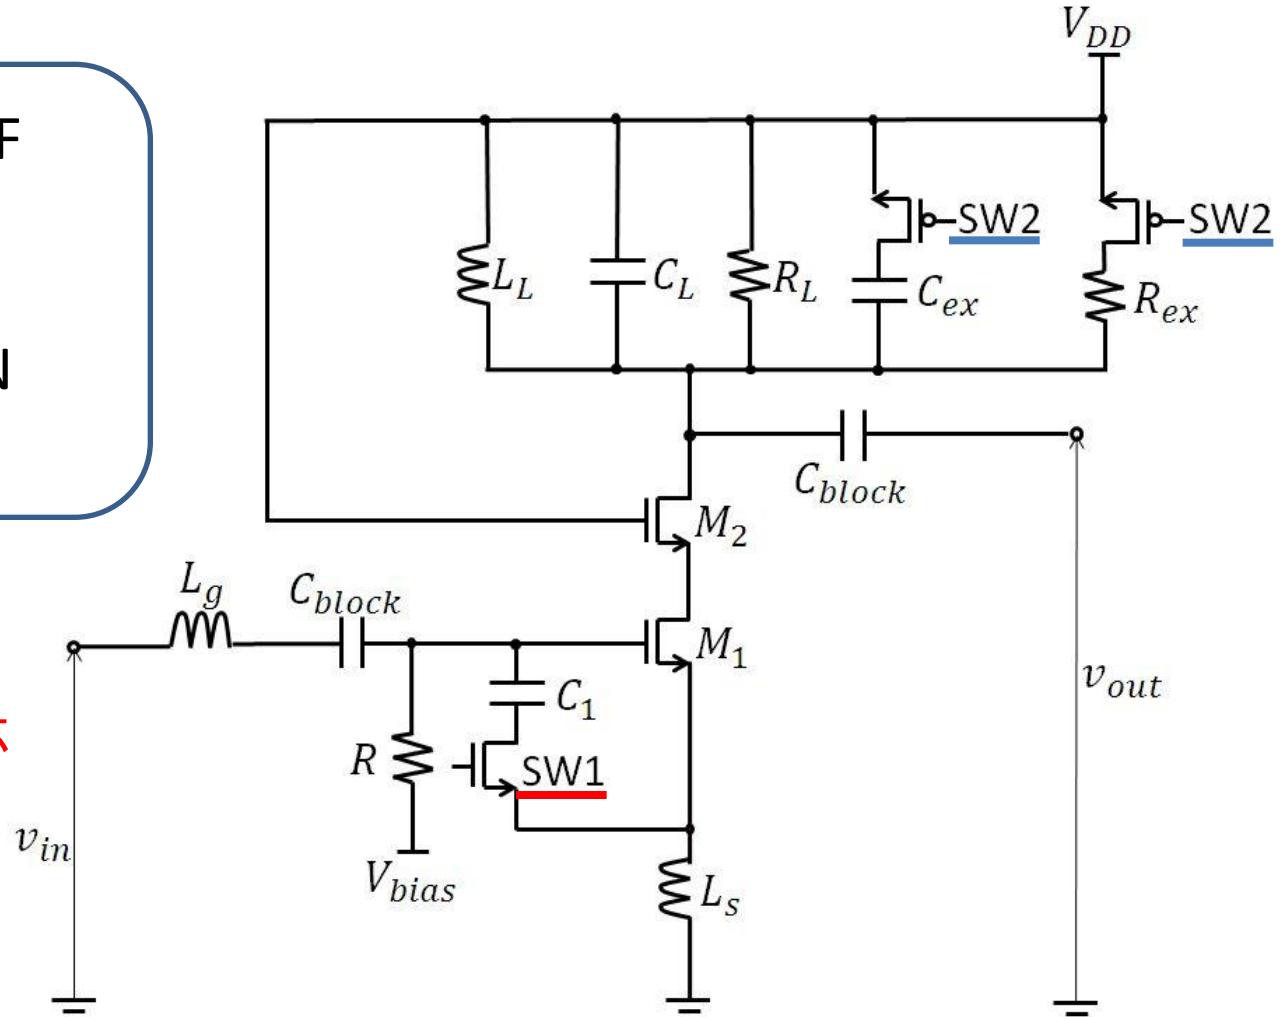 V_DD
F
SW2
SW2
L_L
C_L
R_L
C_ex
R_ex
N
C_block
M_2
L_g
C_block
M_1
C_1
v_out
R
SW1
v_in
V_bias
L_s